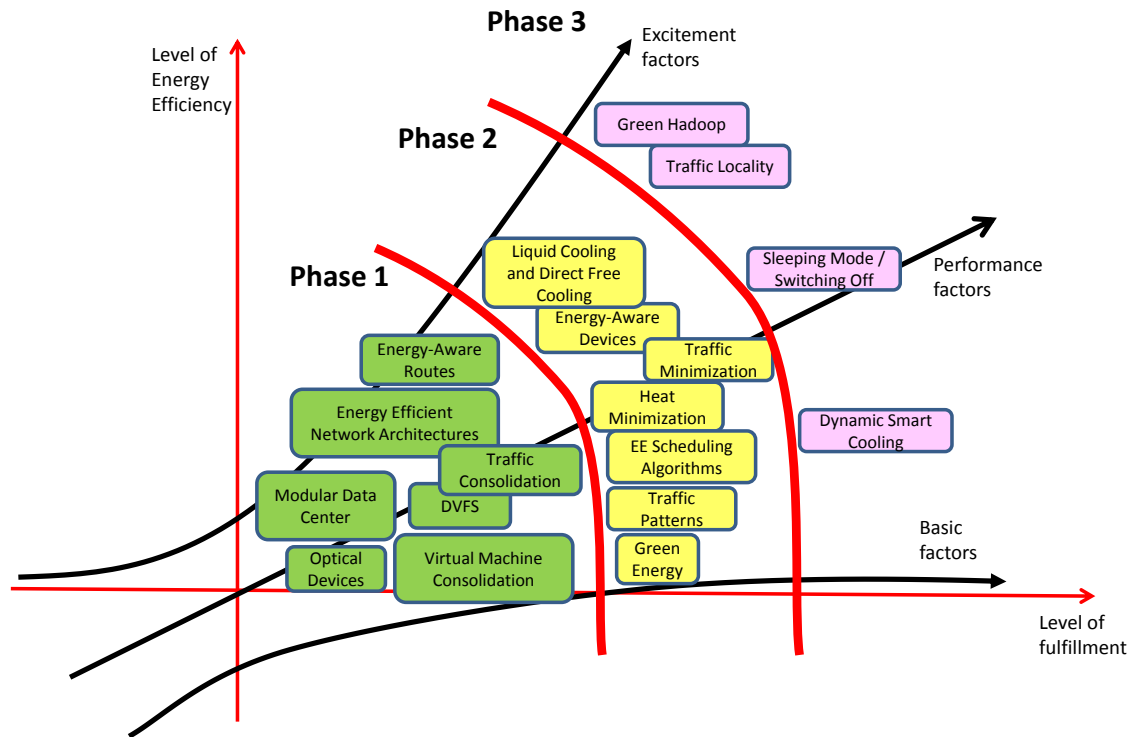 Phase 3
Excitement
factors
Level of
Energy
Efficiency
Green Hadoop
Phase 2
Traffic Locality
Liquid Cooling
and Direct Free
Cooling
Sleeping Mode /
Switching Off
Performance
factors
Phase 1
Energy-Aware
Devices
Energy-Aware
Routes
Traffic
Minimization
Heat
Minimization
Energy Efficient
Network Architectures
Dynamic Smart
Cooling
EE Scheduling
Algorithms
Traffic
Consolidation
Modular Data
Center
DVFS
Traffic
Patterns
Basic
factors
Optical
Devices
Virtual Machine
Consolidation
Green
Energy
Level of
fulfillment